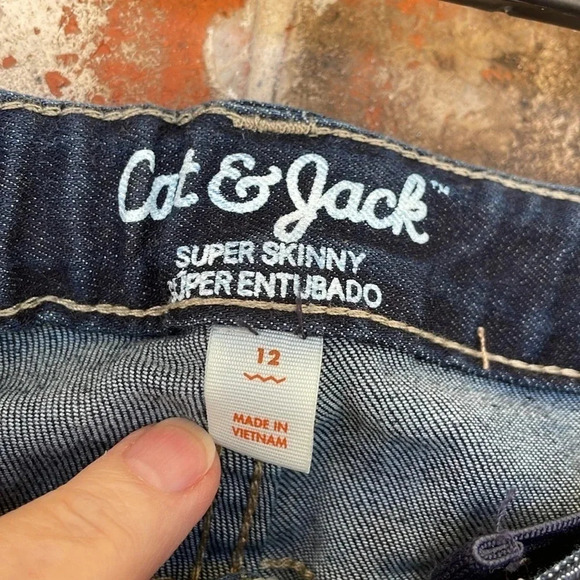 Cat & Jack™
SUPER SKINNY
SÚPER ENTUBADO
12
MADE IN
VIETNAM